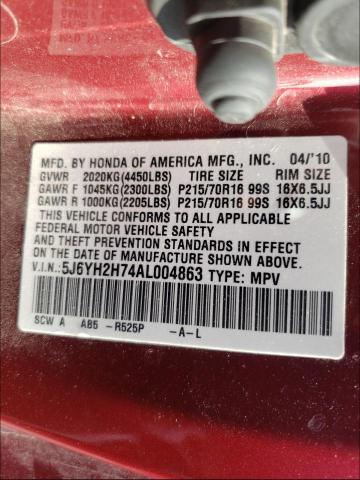 MFD. BY HONDA OF AMERICA MFG., INC. 04/'10
GVWR 2020KG(4450LBS) TIRE SIZE RIM SIZE
GAWR F 1045KG(2300LBS) P215/70R16 99S 16X6.5JJ
GAWR R 1000KG(2205LBS) P215/70R16 99S 16X6.5JJ
THIS VEHICLE CONFORMS TO ALL APPLICABLE
FEDERAL MOTOR VEHICLE SAFETY
AND THEFT PREVENTION STANDARDS IN EFFECT
ON THE DATE OF MANUFACTURE SHOWN ABOVE.
V.I.N.: 5J6YH2H74AL004863 TYPE: MPV
SCW A AB5 - R525P -A-L